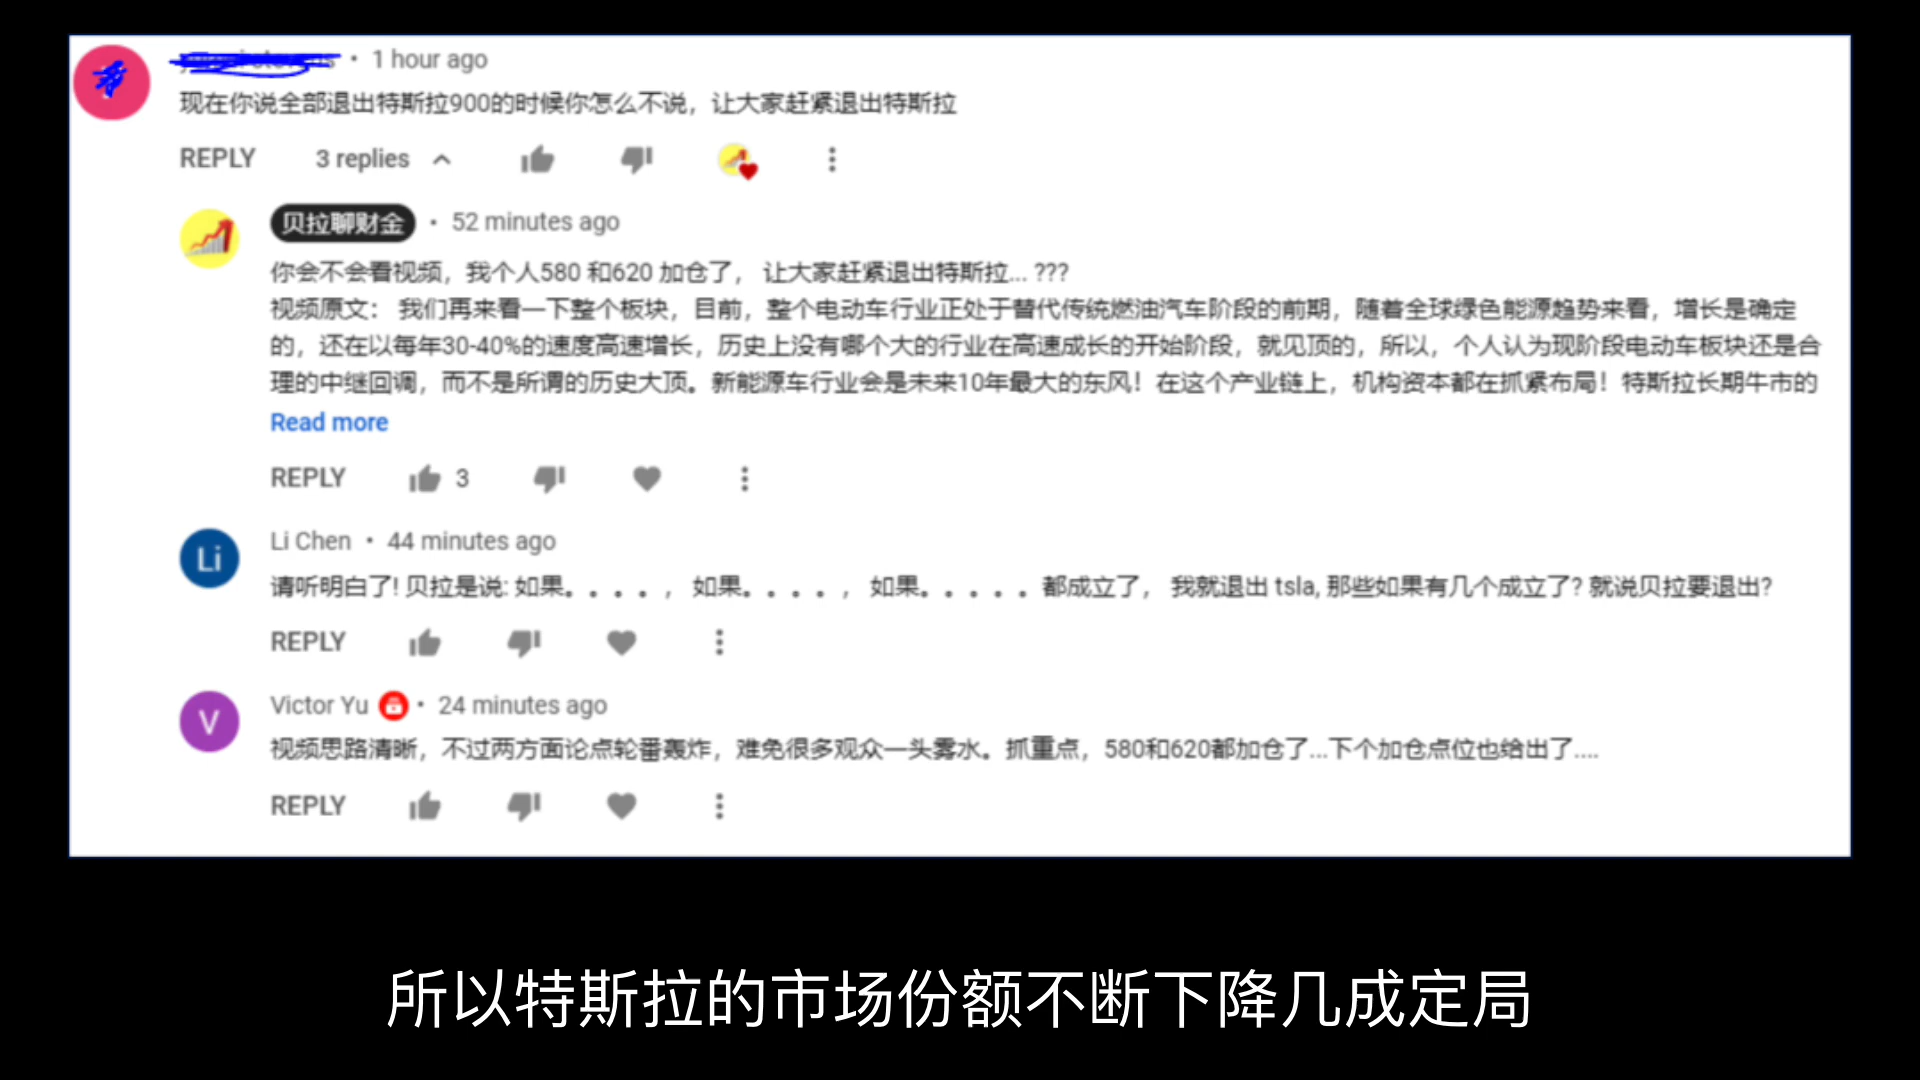 • 1 hour ago
现在你说全部退出特斯拉900的时候你怎么不说，让大家赶紧退出特斯拉
REPLY 3 replies
贝拉聊财金 • 52 minutes ago
你会不会看视频，我个人580 和620 加仓了， 让大家赶紧退出特斯拉... ???
视频原文： 我们再来看一下整个板块，目前，整个电动车行业正处于替代传统燃油汽车阶段的前期，随着全球绿色能源趋势来看，增长是确定
的，还在以每年30-40%的速度高速增长，历史上没有哪个大的行业在高速成长的开始阶段，就见顶的，所以，个人认为现阶段电动车板块还是合
理的中继回调，而不是所谓的历史大顶。新能源车行业会是未来10年最大的东风！在这个产业链上，机构资本都在抓紧布局！特斯拉长期牛市的
Read more
REPLY 3
Li
Li Chen • 44 minutes ago
请听明白了! 贝拉是说: 如果。。。。，如果。。。。，如果。。。。。都成立了， 我就退出 tsla, 那些如果有几个成立了? 就说贝拉要退出?
REPLY
V
Victor Yu • 24 minutes ago
视频思路清晰，不过两方面论点轮番轰炸，难免很多观众一头雾水。抓重点，580和620都加仓了...下个加仓点位也给出了....
REPLY
所以特斯拉的市场份额不断下降几成定局